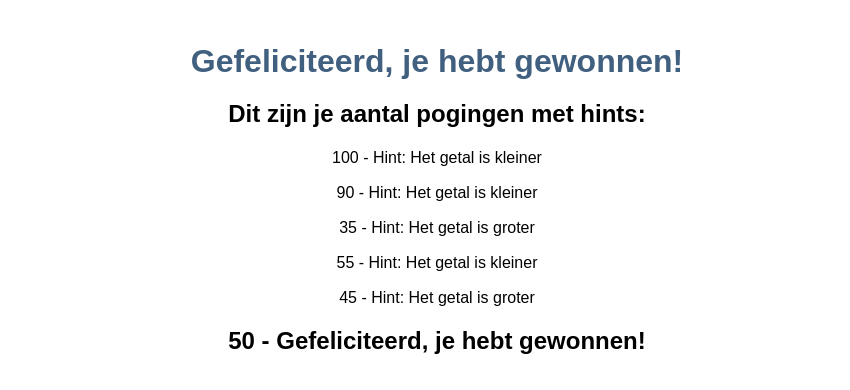 Gefeliciteerd, je hebt gewonnen!
Dit zijn je aantal pogingen met hints:
100 - Hint: Het getal is kleiner
90 - Hint: Het getal is kleiner
35 - Hint: Het getal is groter
55 - Hint: Het getal is kleiner
45 - Hint: Het getal is groter
50 - Gefeliciteerd, je hebt gewonnen!